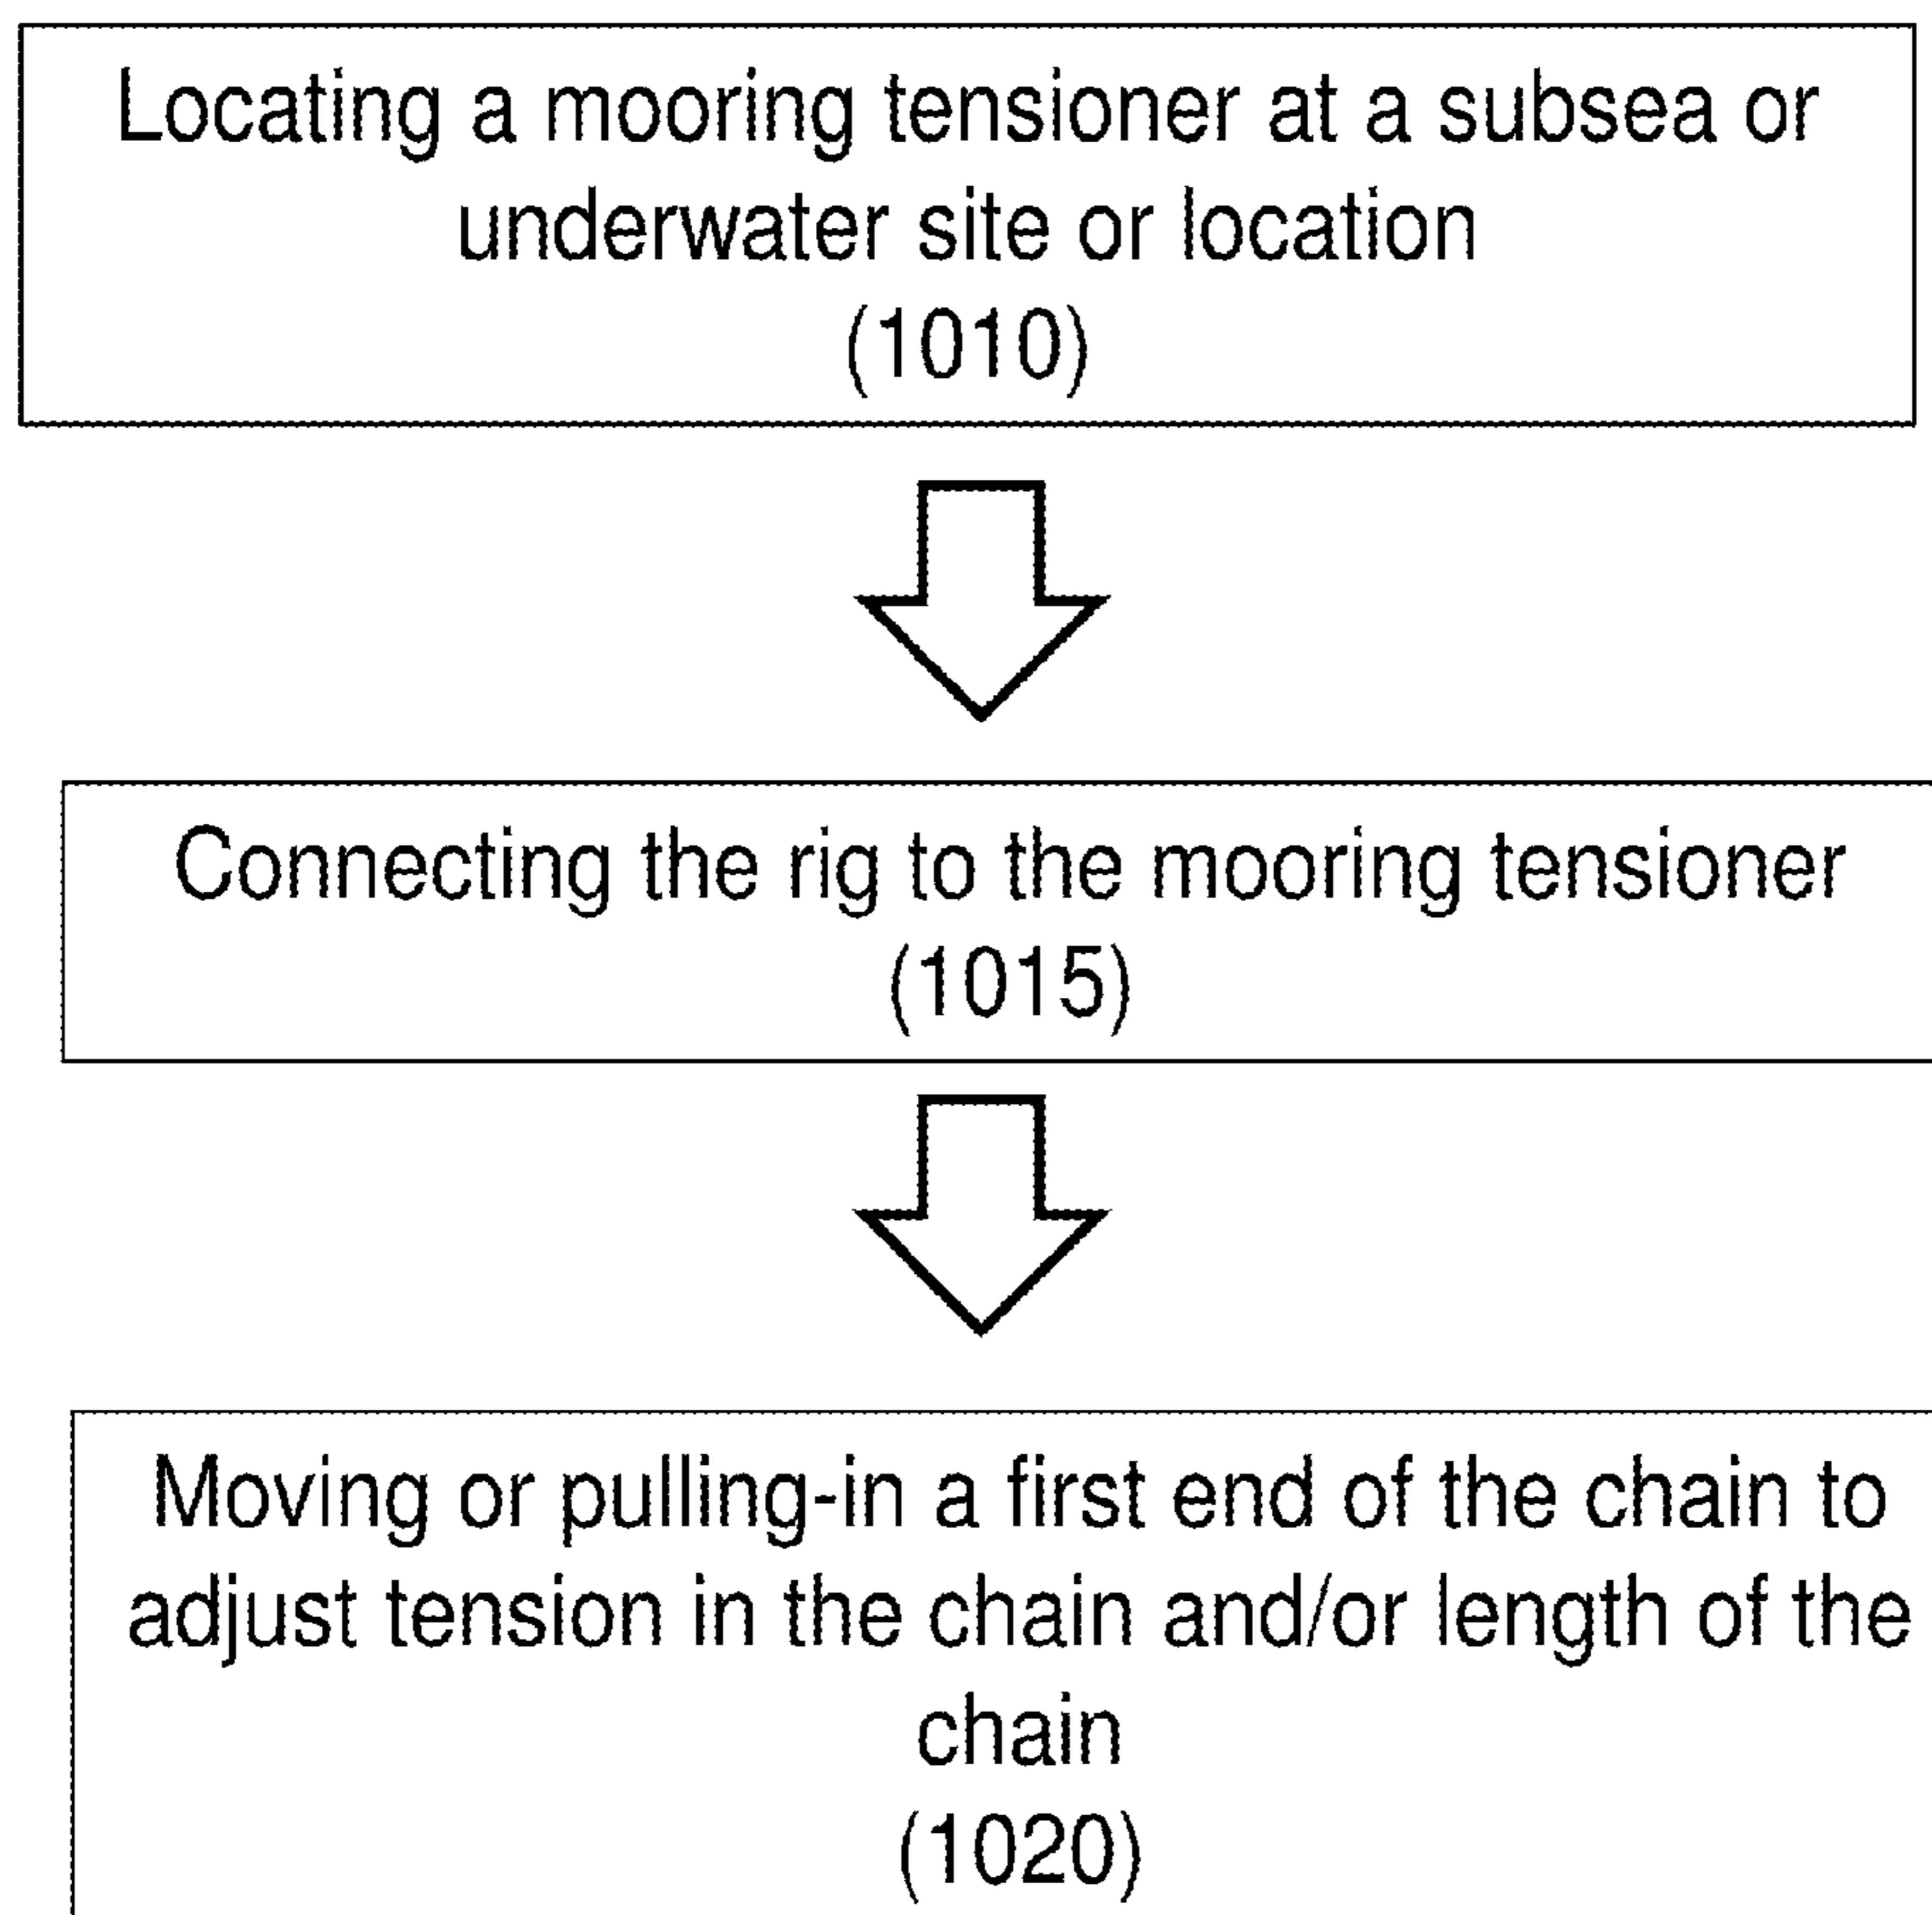 Locating a mooring tensioner at a subsea or
underwater site or location
(1010)
Connecting the rig to the mooring tensioner
(1015)
Moving or pulling-in a first end of the chain to
adjust tension in the chain and/or length of the
chain
(1020)